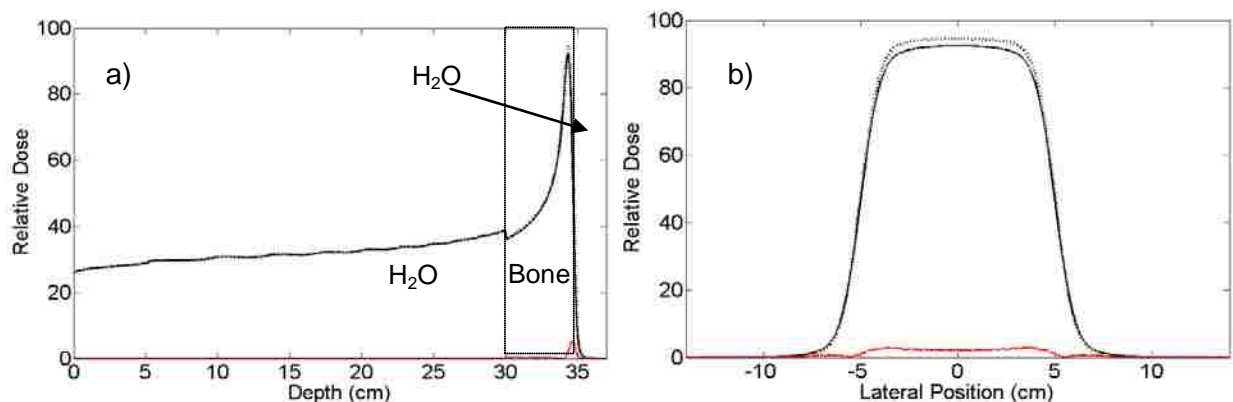 100
80
60
40
20
0
Relative Dose
a)
H₂O
H₂O
Bone
0 5 10 15 20 25 30 35
Depth (cm)
100
80
60
40
20
0
Relative Dose
b)
-10 -5 0 5 10
Lateral Position (cm)